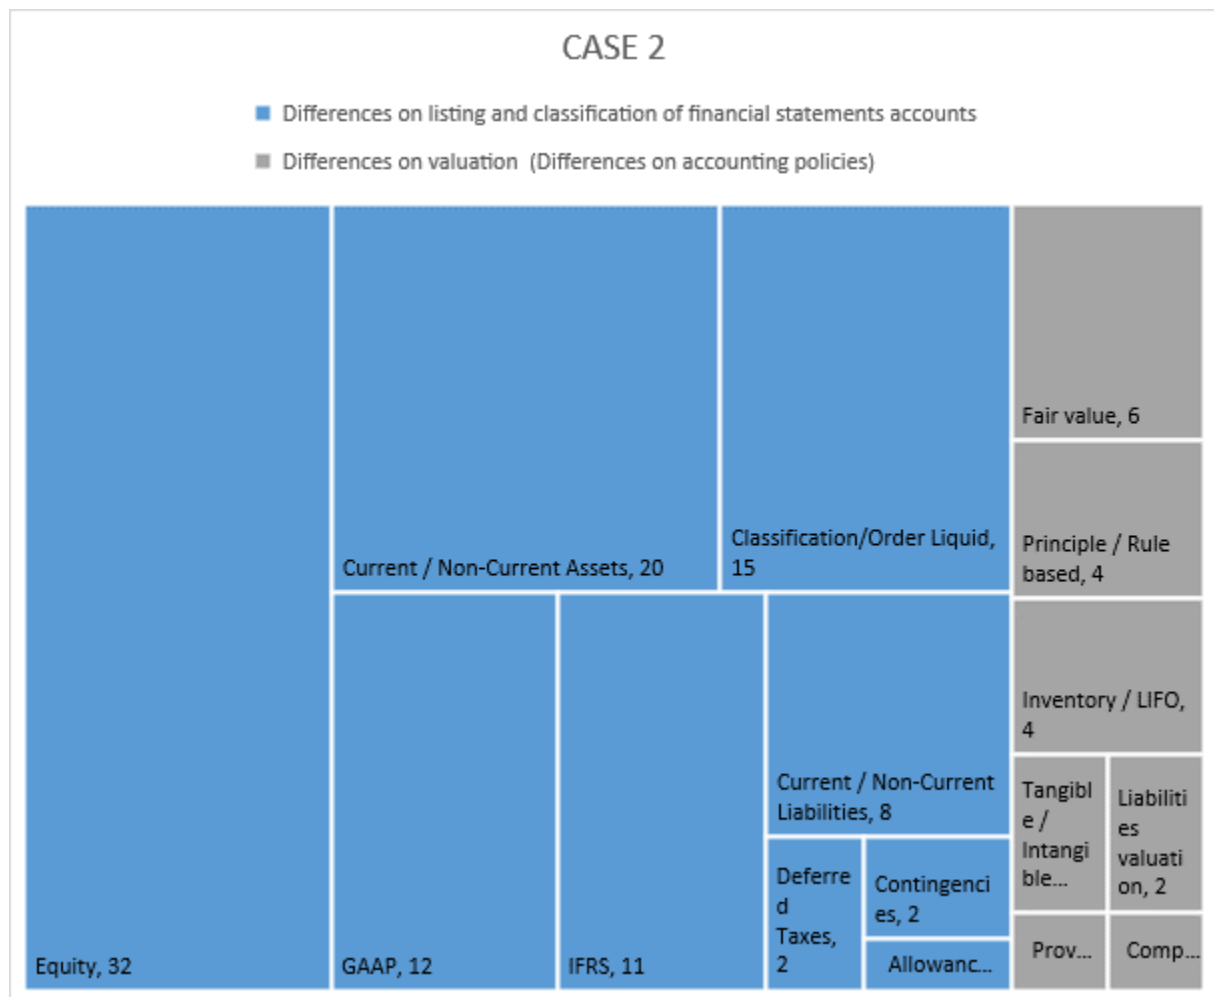 CASE 2
Differences on listing and classification of financial statements accounts
Differences on valuation (Differences on accounting policies)
Equity, 32
Current / Non-Current Assets, 20
Classification/Order Liquid,
15
GAAP, 12
IFRS, 11
Current / Non-Current
Liabilities, 8
Deferre
d
Taxes,
2
Contingenci
es, 2
Allowanc...
Fair value, 6
Principle / Rule
based, 4
Inventory / LIFO,
4
Tangibl
e /
Intangi
ble...
Liabiliti
es
valuati
on, 2
Prov...
Comp...